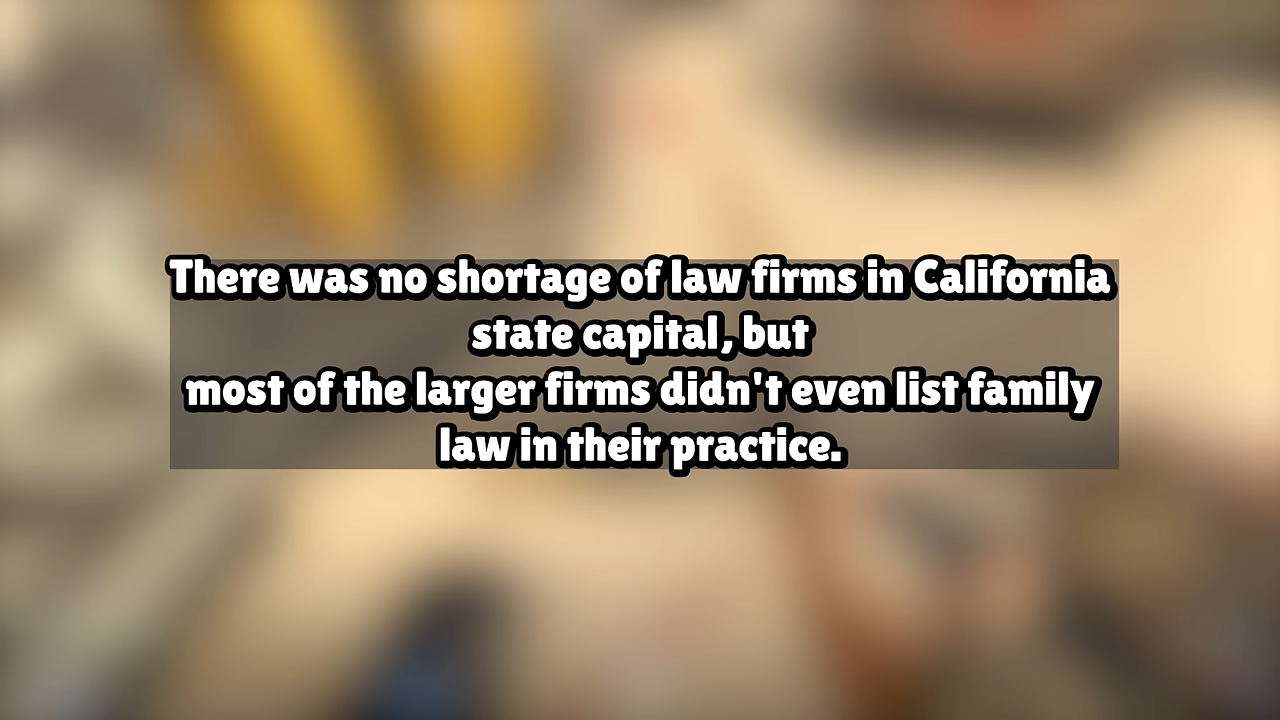 There was no shortage of law firms in California
state capital, but
most of the larger firms didn't even list family
law in their practice.